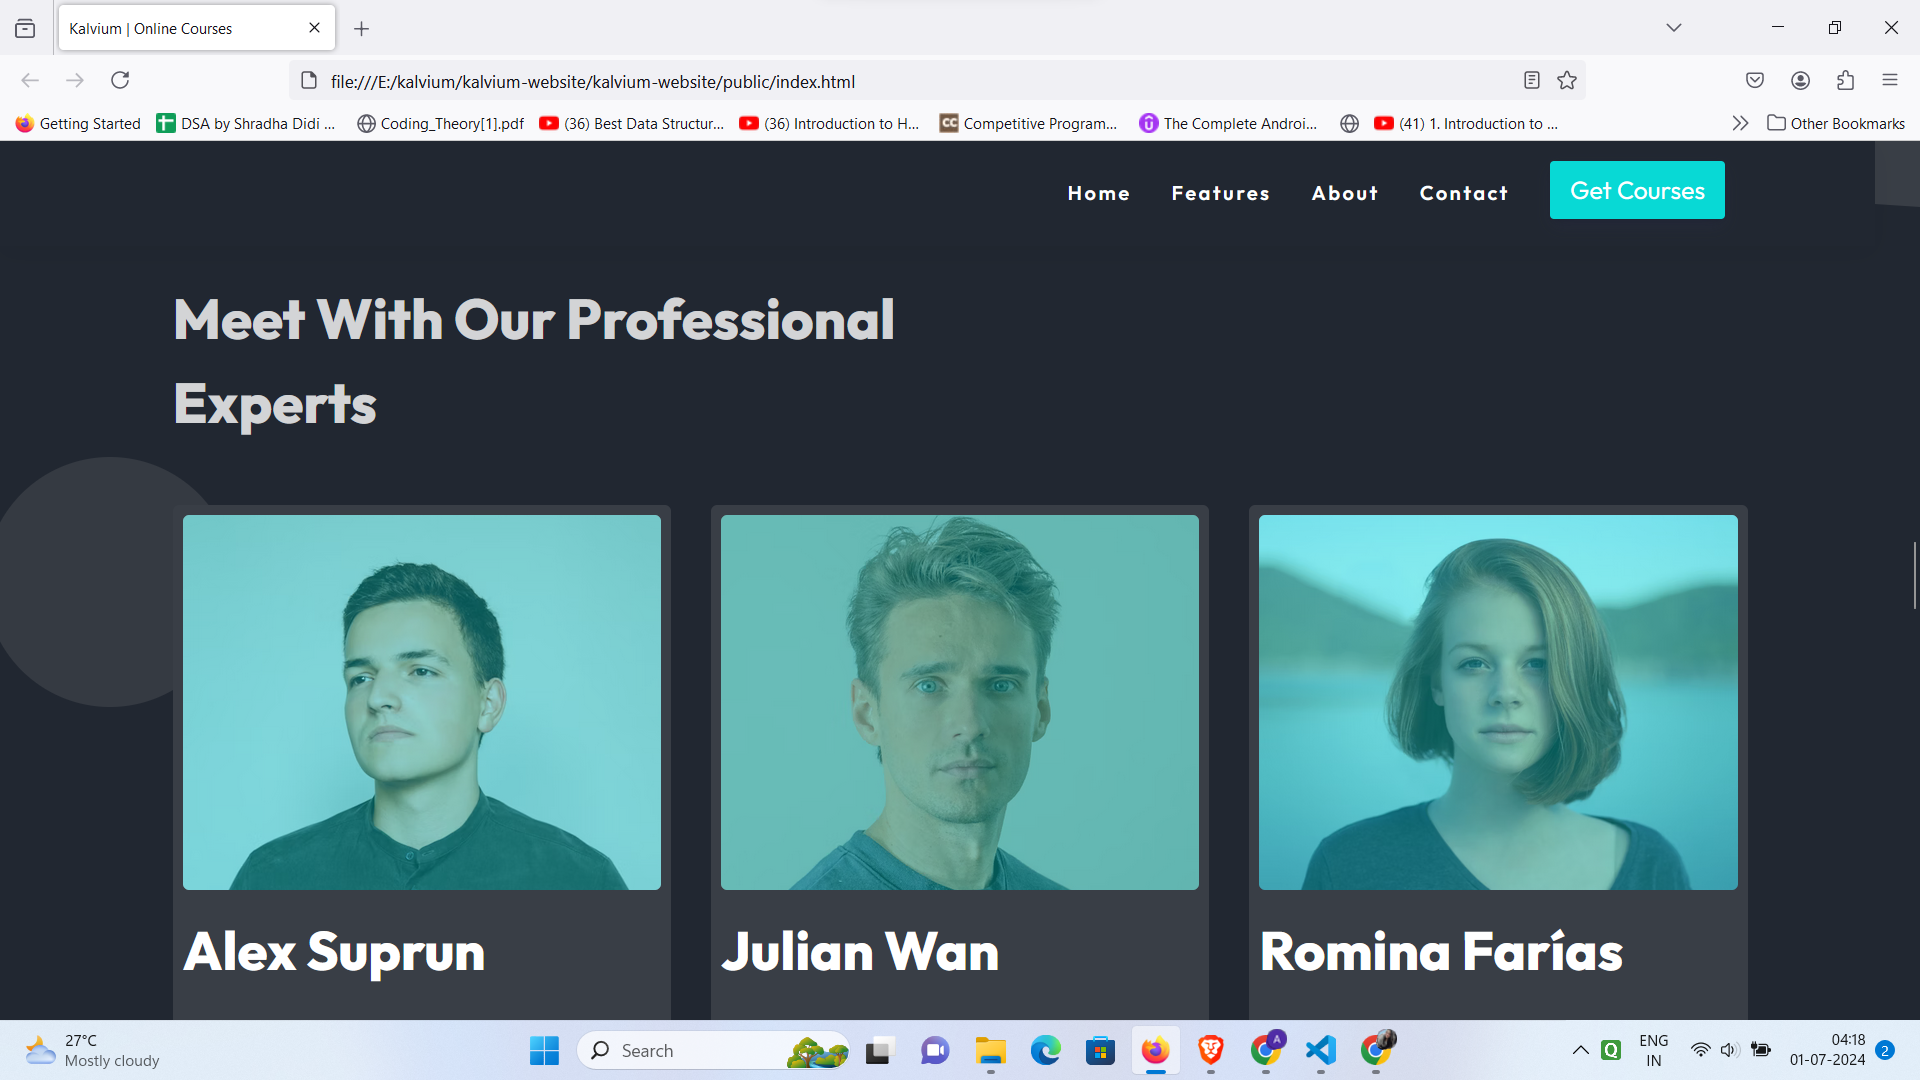 Kalvium | Online Courses
file:///E:/kalvium/kalvium-website/kalvium-website/public/index.html
Getting Started
DSA by Shradha Didi ...
Coding_Theory[1].pdf
(36) Best Data Structur...
(36) Introduction to H...
CC
Competitive Program...
The Complete Androi...
(41) 1. Introduction to ...
Other Bookmarks
Home Features About Contact Get Courses
Meet With Our Professional
Experts
Alex Suprun
Julian Wan
Romina Farías
27°C
Mostly cloudy
Search
A
ENG
IN
04:18
01-07-2024
2